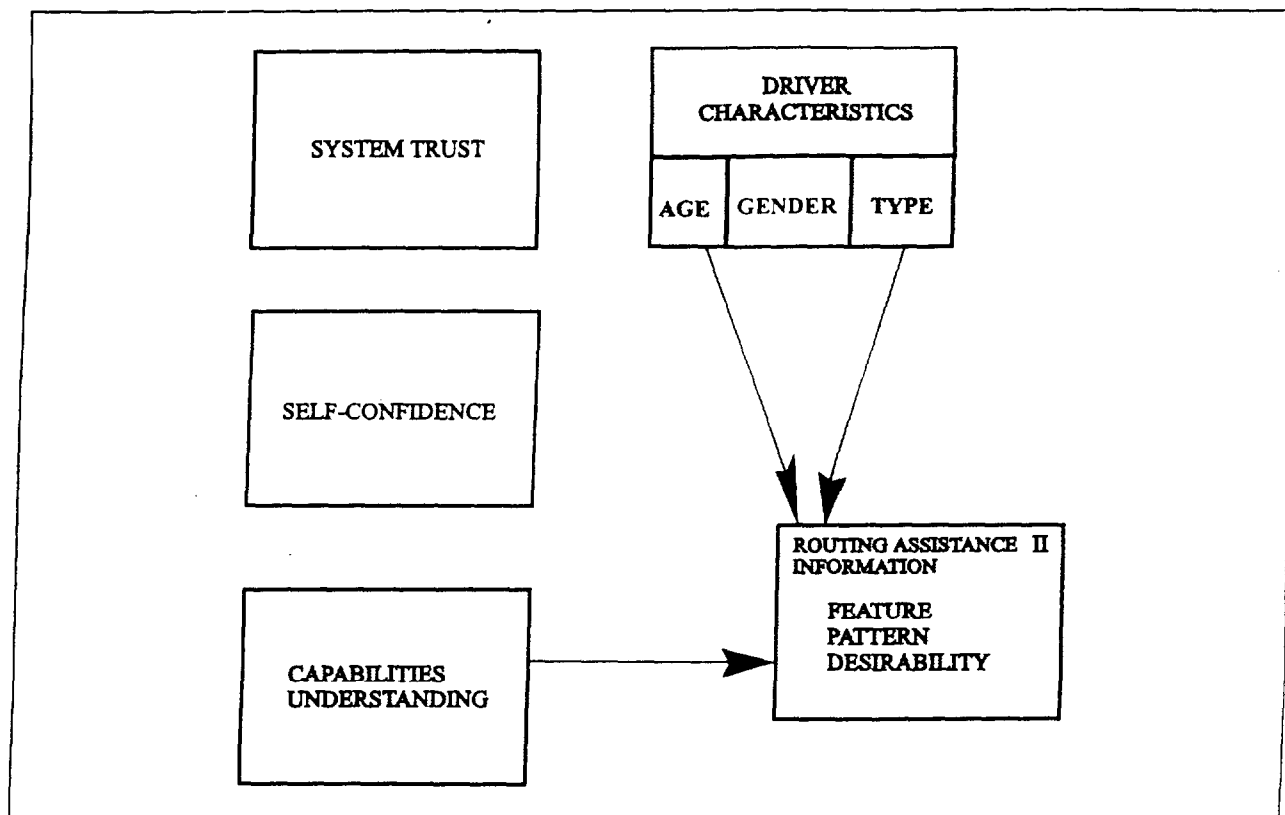 SYSTEM TRUST
DRIVER
CHARACTERISTICS
AGE GENDER TYPE
SELF-CONFIDENCE
CAPABILITIES
UNDERSTANDING
ROUTING ASSISTANCE II
INFORMATION
FEATURE
PATTERN
DESIRABILITY